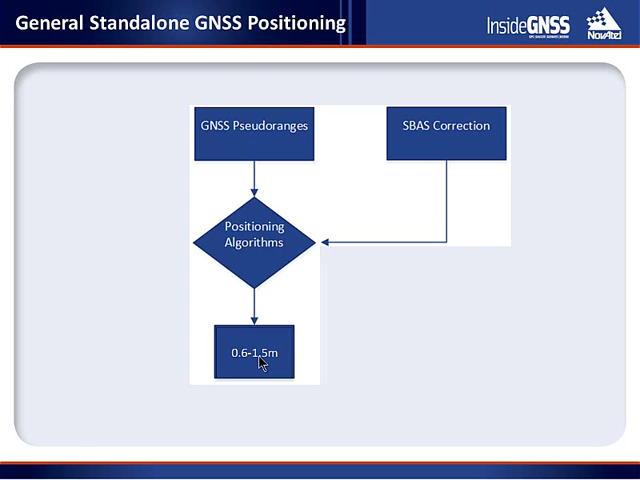 General Standalone GNSS Positioning
InsideGNSS
NovAtel
GNSS Pseudoranges
SBAS Correction
Positioning
Algorithms
0.6-1.5m